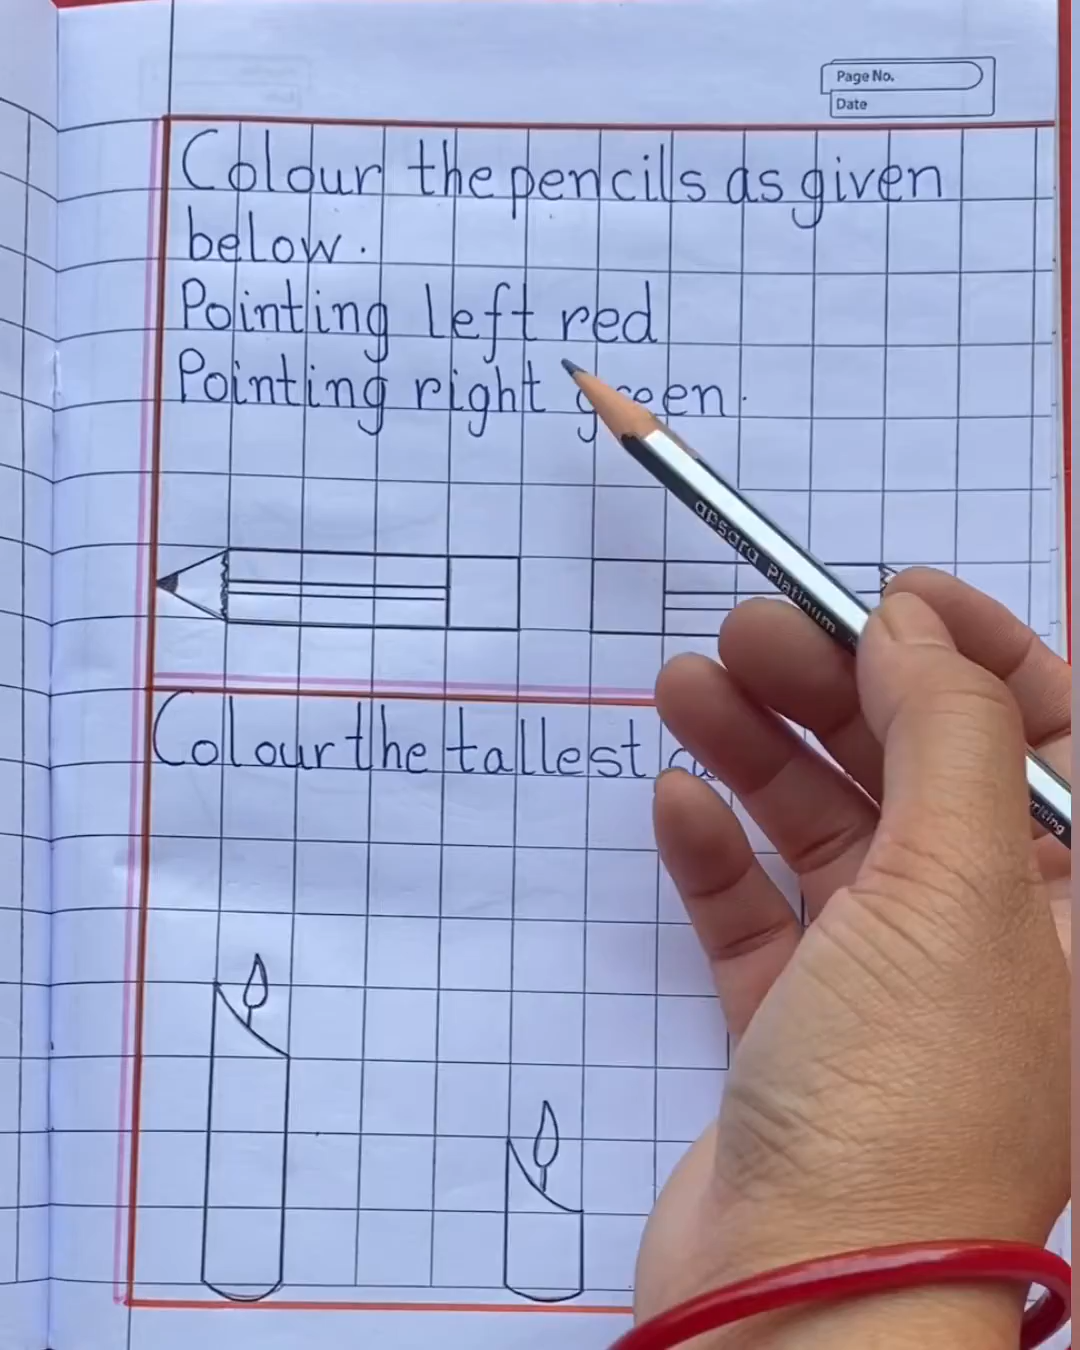 Page No.
Date
Colour the pencils as given
below.
Pointing left red
Pointing right green.
apsara Platinum
Colour the tallest